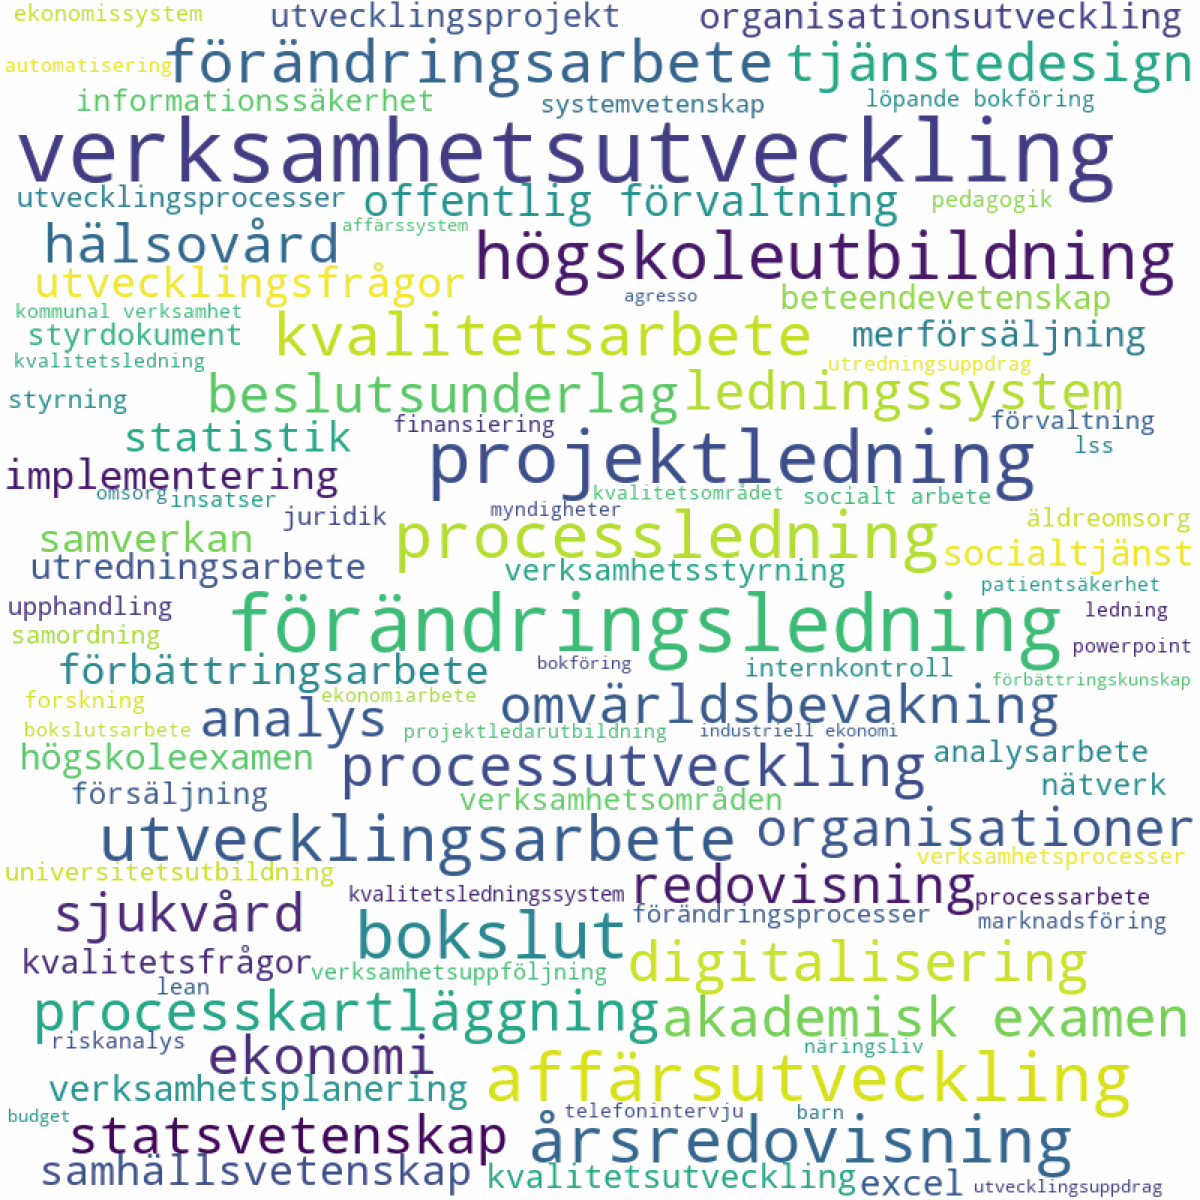 ekonomissystem utvecklingsprojekt organisationsutveckling
automatisering förändringsarbete tjänstedesign
informationssäkerhet systemvetenskap löpande bokföring
verksamhetsutveckling
utvecklingsprocesser offentlig förvaltning pedagogik
hälsovård affärssystem högskoleutbildning
utvecklingsfrågor agresso beteendevetenskap
kommunal verksamhet kvalitetsarbete merförsäljning
styrdokument
kvalitetsledning utredningsuppdrag
styrning beslutsunderlag ledningssystem
statistik finansiering förvaltning
implementering projektledning lss
omsorg insatser kvalitetsområdet socialt arbete
juridik myndigheter äldreomsorg
samverkan processledning socialtjänst
utredningsarbete verksamhetsstyrning
patientsäkerhet
upphandling förändringsledning ledning
samordning powerpoint
förbättringsarbete bokföring internkontroll förbättringskunskap
forskning ekonomiarbete omvärldsbevakning
bokslutsarbete analys projektledarutbildning industriell ekonomi
högskoleexamen processutveckling analysarbete
försäljning verksamhetsområden nätverk
utvecklingsarbete organisationer
universitetsutbildning verksamhetsprocesser
kvalitetsledningssystem redovisning processarbete
sjukvård bokslut förändringsprocesser marknadsföring
kvalitetsfrågor verksamhetsuppföljning digitalisering
lean
processkartläggning akademisk examen
riskanalys ekonomi näringsliv
verksamhetsplanering affärsutveckling
budget telefonintervju barn
statsvetenskap årsredovisning
samhällsvetenskap kvalitetsutveckling excel utvecklingsuppdrag